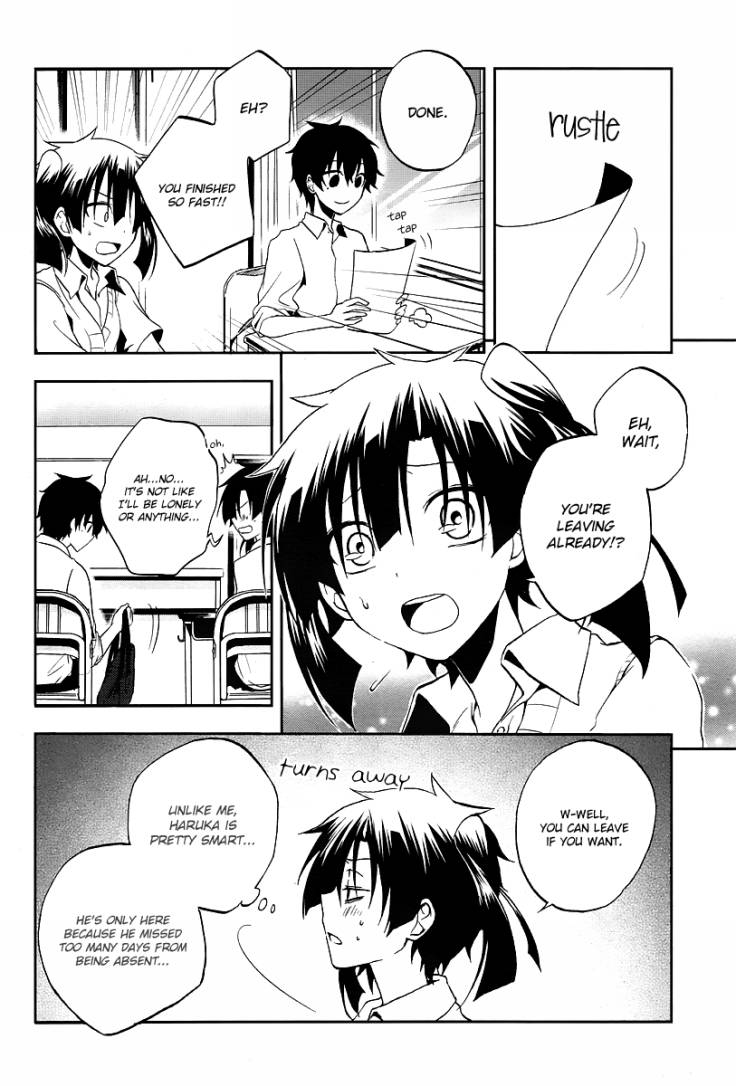 rustle
DONE.
tap
tap
EH?
YOU FINISHED
SO FAST!!
EH,
WAIT,
YOU'RE
LEAVING
ALREADY!?
oh,
AH...NO...
IT'S NOT LIKE
I'LL BE LONELY
OR ANYTHING...
W-WELL,
YOU CAN LEAVE
IF YOU WANT.
turns away
UNLIKE ME,
HARUKA IS
PRETTY SMART...
HE'S ONLY HERE
BECAUSE HE MISSED
TOO MANY DAYS FROM
BEING ABSENT...